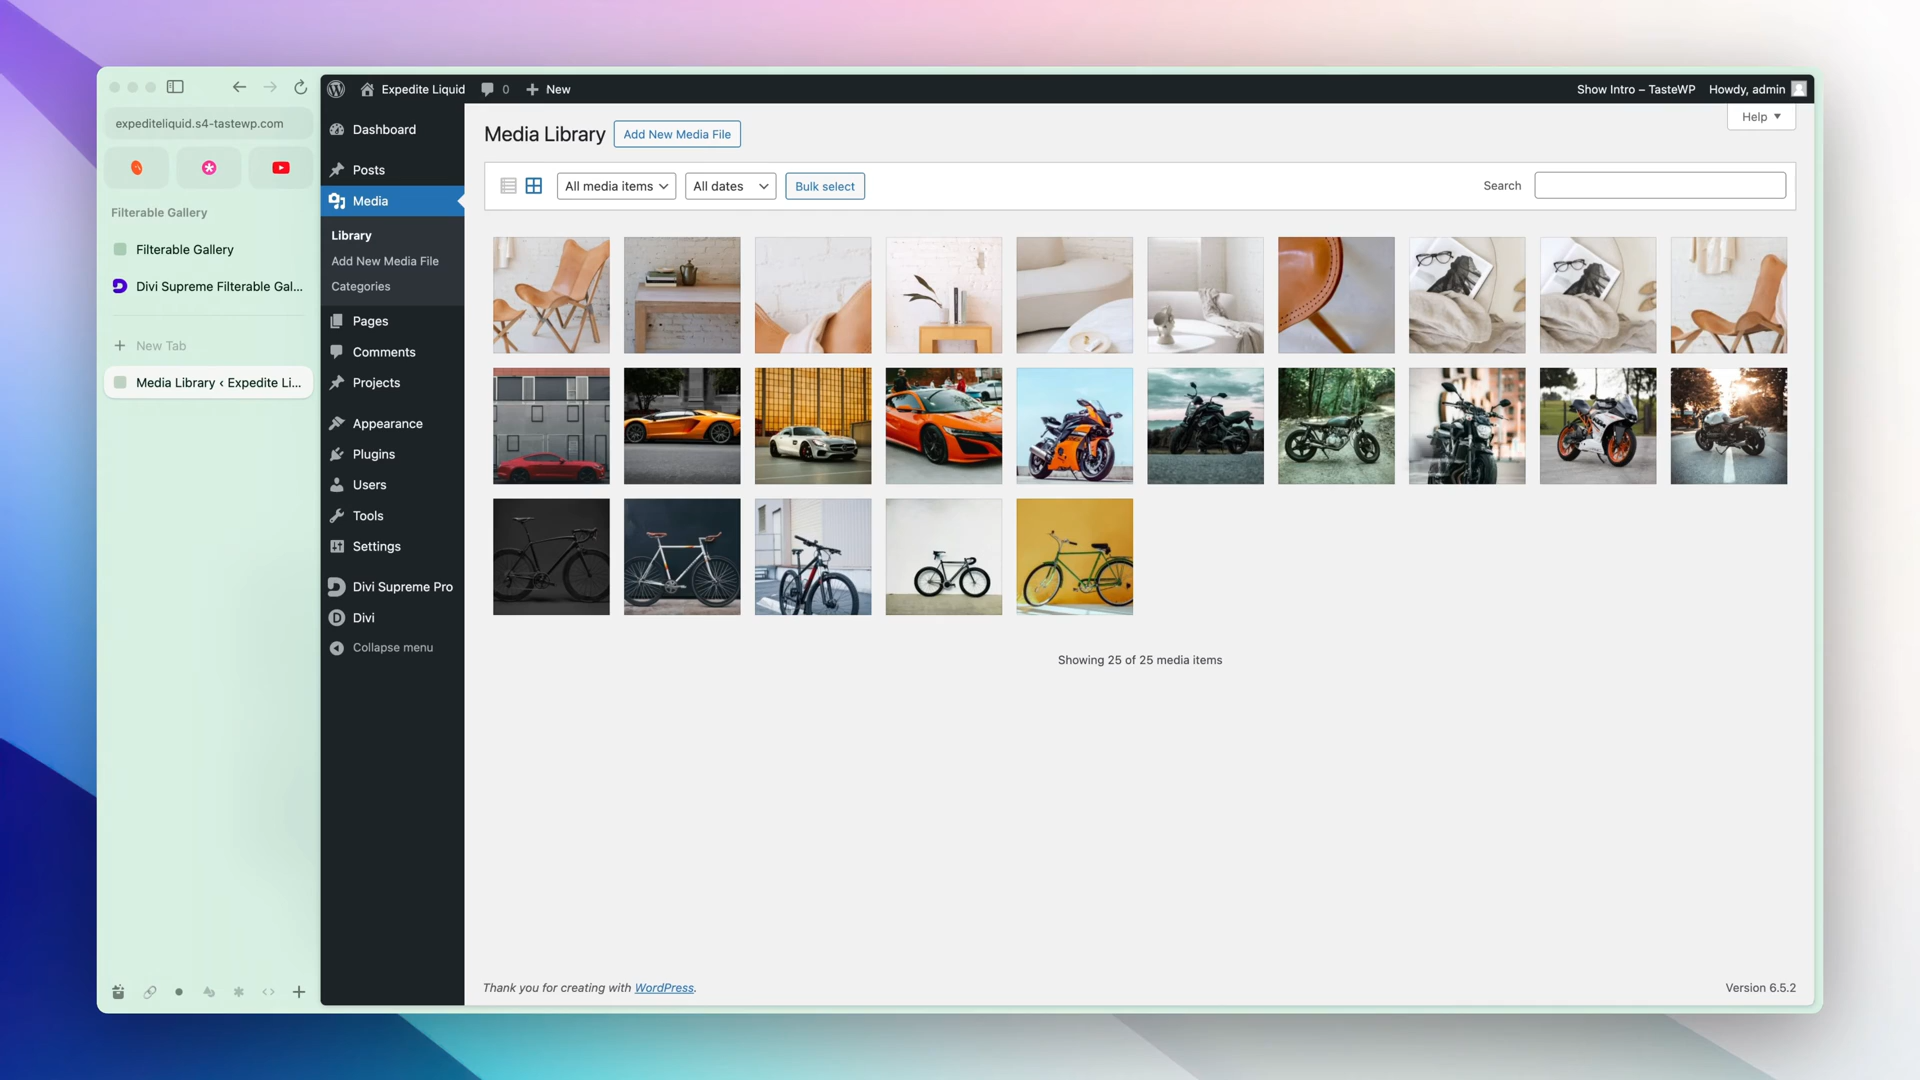 expediteliquid.s4-tastewp.com
Filterable Gallery
Filterable Gallery
Divi Supreme Filterable Gal...
New Tab
Media Library ‹ Expedite Li...
Expedite Liquid
0
New
Show Intro – TasteWP
Howdy, admin
Dashboard
Posts
Media
Library
Add New Media File
Categories
Pages
Comments
Projects
Appearance
Plugins
Users
Tools
Settings
Divi Supreme Pro
Divi
Collapse menu
Help
Media Library
Add New Media File
All media items
All dates
Bulk select
Search
Showing 25 of 25 media items
Thank you for creating with WordPress.
Version 6.5.2